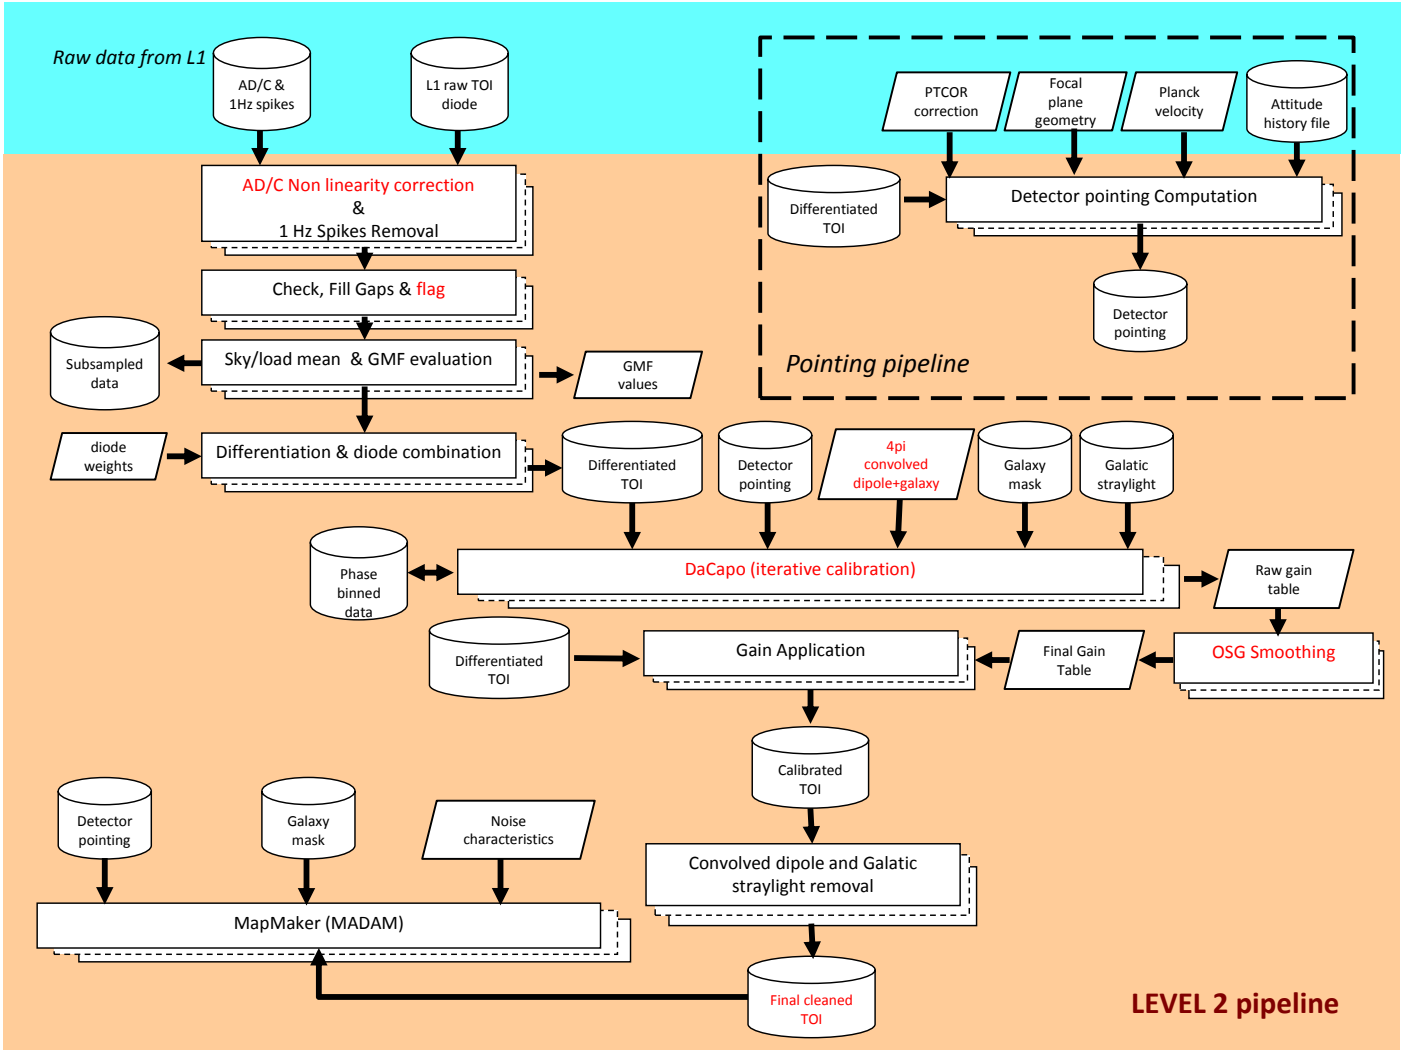 Raw data from L1
AD/C &
1Hz spikes
L1 raw TOI
diode
PTCOR
correction
Focal
plane
geometry
Planck
velocity
Attitude
history file
AD/C Non linearity correction
&
1 Hz Spikes Removal
Differentiated
TOI
Detector pointing Computation
Check, Fill Gaps & flag
Detector
pointing
Pointing pipeline
Subsampled
data
Sky/load mean & GMF evaluation
GMF
values
diode
weights
Differentiation & diode combination
Differentiated
TOI
Detector
pointing
4pi
convolved
dipole+galaxy
Galaxy
mask
Galatic
straylight
Phase
binned
data
DaCapo (iterative calibration)
Raw gain
table
Differentiated
TOI
Gain Application
Final Gain
Table
OSG Smoothing
Calibrated
TOI
Detector
pointing
Galaxy
mask
Noise
characteristics
Convolved dipole and Galatic
straylight removal
MapMaker (MADAM)
Final cleaned
TOI
LEVEL 2 pipeline